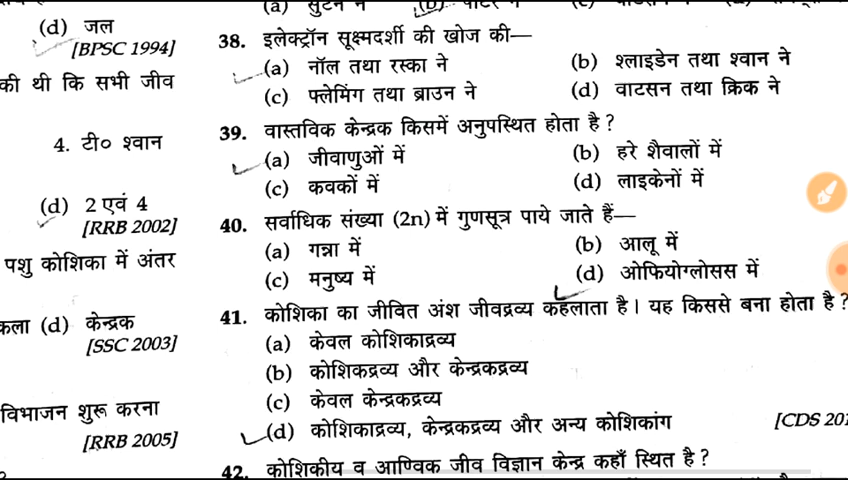 (d) जल
[BPSC 1994]
की थी कि सभी जीव
4. टी० श्वान
(d) 2 एवं 4
[RRB 2002]
पशु कोशिका में अंतर
कला (d) केन्द्रक
[SSC 2003]
विभाजन शुरू करना
[RRB 2005]
38. इलेक्ट्रॉन सूक्ष्मदर्शी की खोज की—
(a) नॉल तथा रस्का ने (b) श्लाइडेन तथा श्वान ने
(c) फ्लेमिंग तथा ब्राउन ने (d) वाटसन तथा क्रिक ने
39. वास्तविक केन्द्रक किसमें अनुपस्थित होता है ?
(a) जीवाणुओं में (b) हरे शैवालों में
(c) कवकों में (d) लाइकेनों में
40. सर्वाधिक संख्या (2n) में गुणसूत्र पाये जाते हैं—
(a) गन्ना में (b) आलू में
(c) मनुष्य में (d) ओफियोग्लोसस में
41. कोशिका का जीवित अंश जीवद्रव्य कहलाता है। यह किससे बना होता है ?
(a) केवल कोशिकाद्रव्य
(b) कोशिकद्रव्य और केन्द्रकद्रव्य
(c) केवल केन्द्रकद्रव्य
(d) कोशिकाद्रव्य, केन्द्रकद्रव्य और अन्य कोशिकांग
[CDS 201
42. कोशिकीय व आण्विक जीव विज्ञान केन्द्र कहाँ स्थित है ?